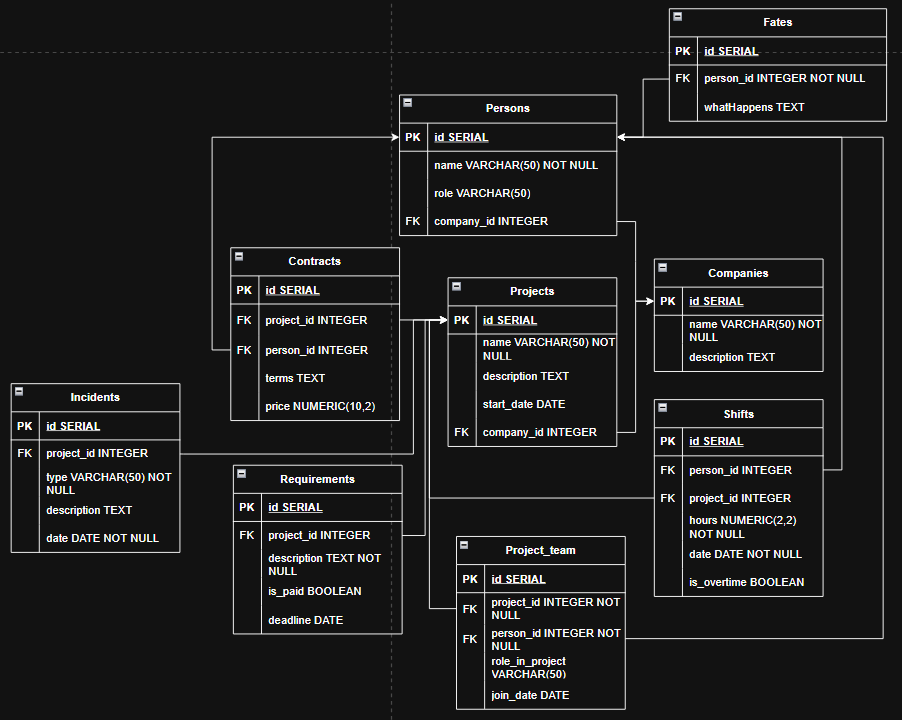 Fates
PK id SERIAL
FK person_id INTEGER NOT NULL
whatHappens TEXT
Persons
PK id SERIAL
name VARCHAR(50) NOT NULL
role VARCHAR(50)
FK company_id INTEGER
Contracts
PK id SERIAL
FK project_id INTEGER
FK person_id INTEGER
terms TEXT
price NUMERIC(10,2)
Projects
PK id SERIAL
name VARCHAR(50) NOT
NULL
description TEXT
start_date DATE
FK company_id INTEGER
Companies
PK id SERIAL
name VARCHAR(50) NOT
NULL
description TEXT
Incidents
PK id SERIAL
FK project_id INTEGER
type VARCHAR(50) NOT
NULL
description TEXT
date DATE NOT NULL
Requirements
PK id SERIAL
FK project_id INTEGER
description TEXT NOT
NULL
is_paid BOOLEAN
deadline DATE
Shifts
PK id SERIAL
FK person_id INTEGER
FK project_id INTEGER
hours NUMERIC(2,2)
NOT NULL
date DATE NOT NULL
is_overtime BOOLEAN
Project_team
PK id SERIAL
FK project_id INTEGER NOT
NULL
FK person_id INTEGER NOT
NULL
role_in_project
VARCHAR(50)
join_date DATE